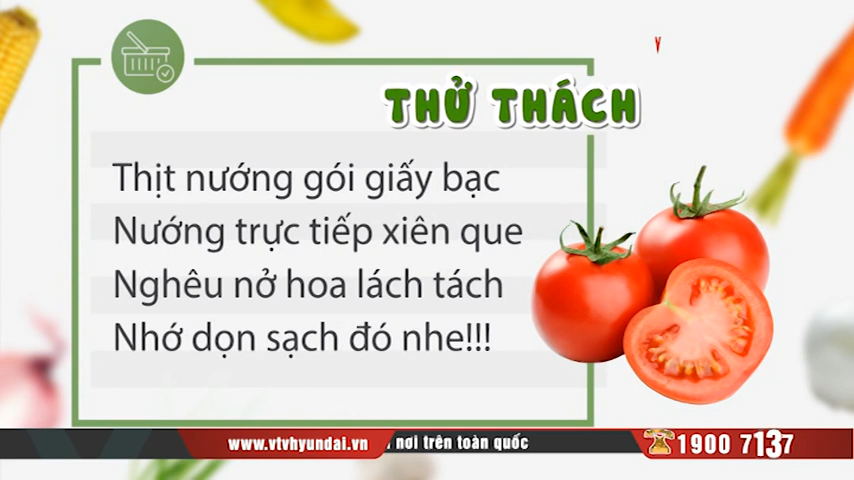 THỬ THÁCH
Thịt nướng gói giấy bạc
Nướng trực tiếp xiên que
Nghêu nở hoa lách tách
Nhớ dọn sạch đó nhe!!!
www.vtvhyundai.vn
nơi trên toàn quốc
1900 7137